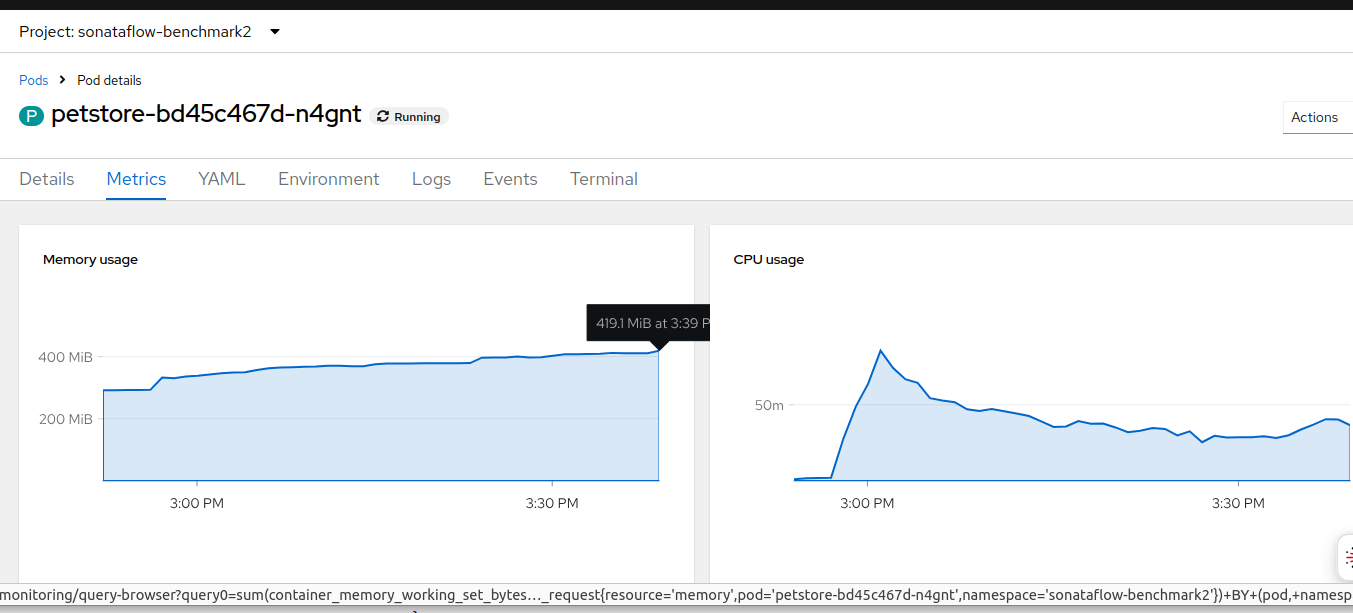 Project: sonataflow-benchmark2
Pods > Pod details
P petstore-bd45c467d-n4gnt Running
Actions
Details Metrics YAML Environment Logs Events Terminal
Memory usage
419.1 MiB at 3:39 P
400 MiB
200 MiB
3:00 PM 3:30 PM
CPU usage
50m
3:00 PM 3:30 PM
monitoring/query-browser?query0=sum(container_memory_working_set_bytes…_request{resource='memory',pod='petstore-bd45c467d-n4gnt',namespace='sonataflow-benchmark2'})+BY+(pod,+namesp